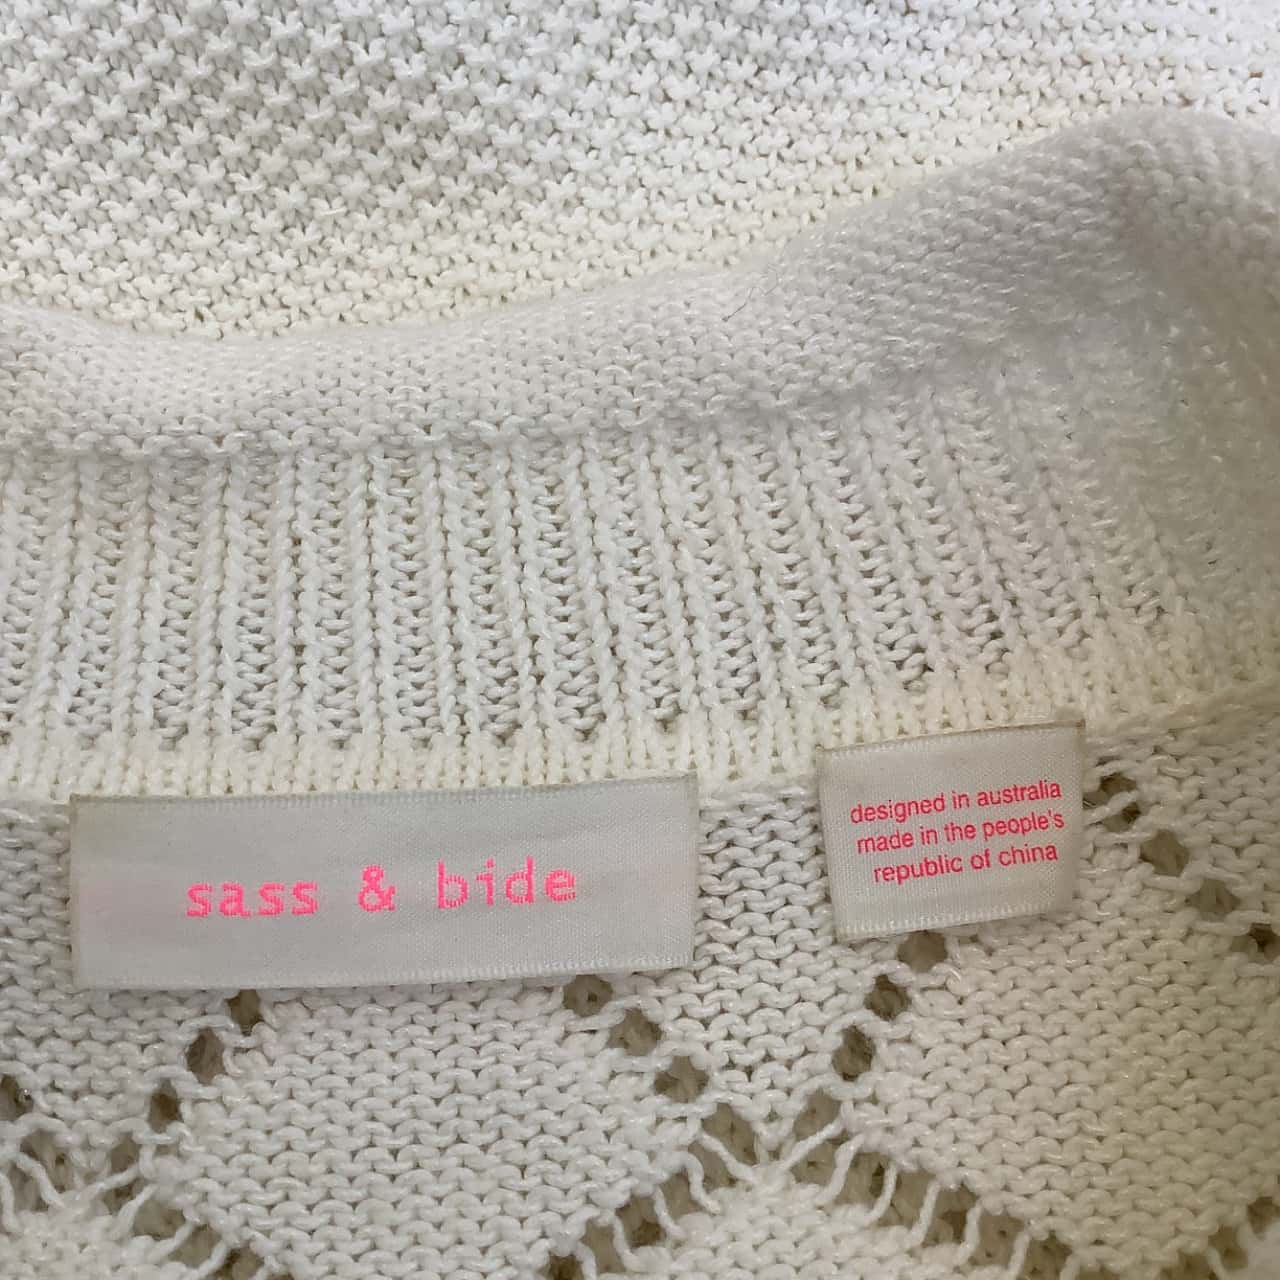 sass & bide
designed in australia
made in the people's
republic of china